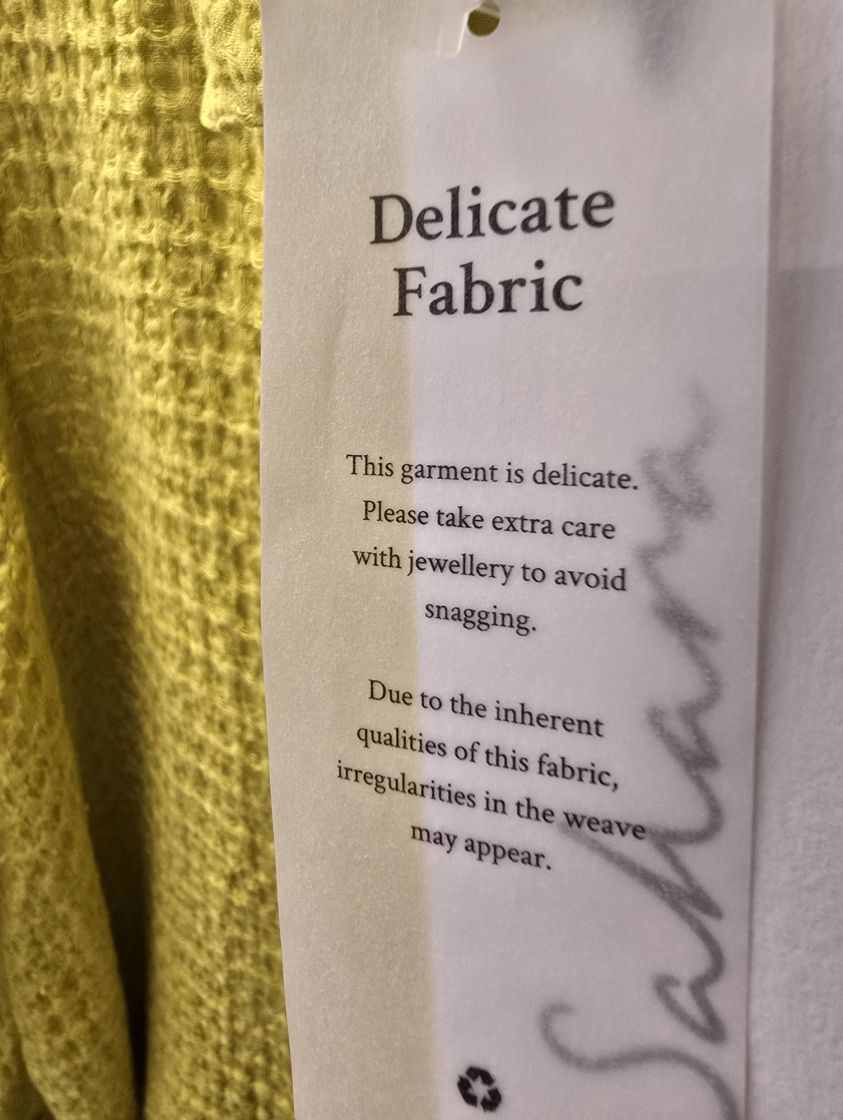 Delicate
Fabric
This garment is delicate.
Please take extra care
with jewellery to avoid
snagging.
Due to the inherent
qualities of this fabric,
irregularities in the weave
may appear.
Sahara